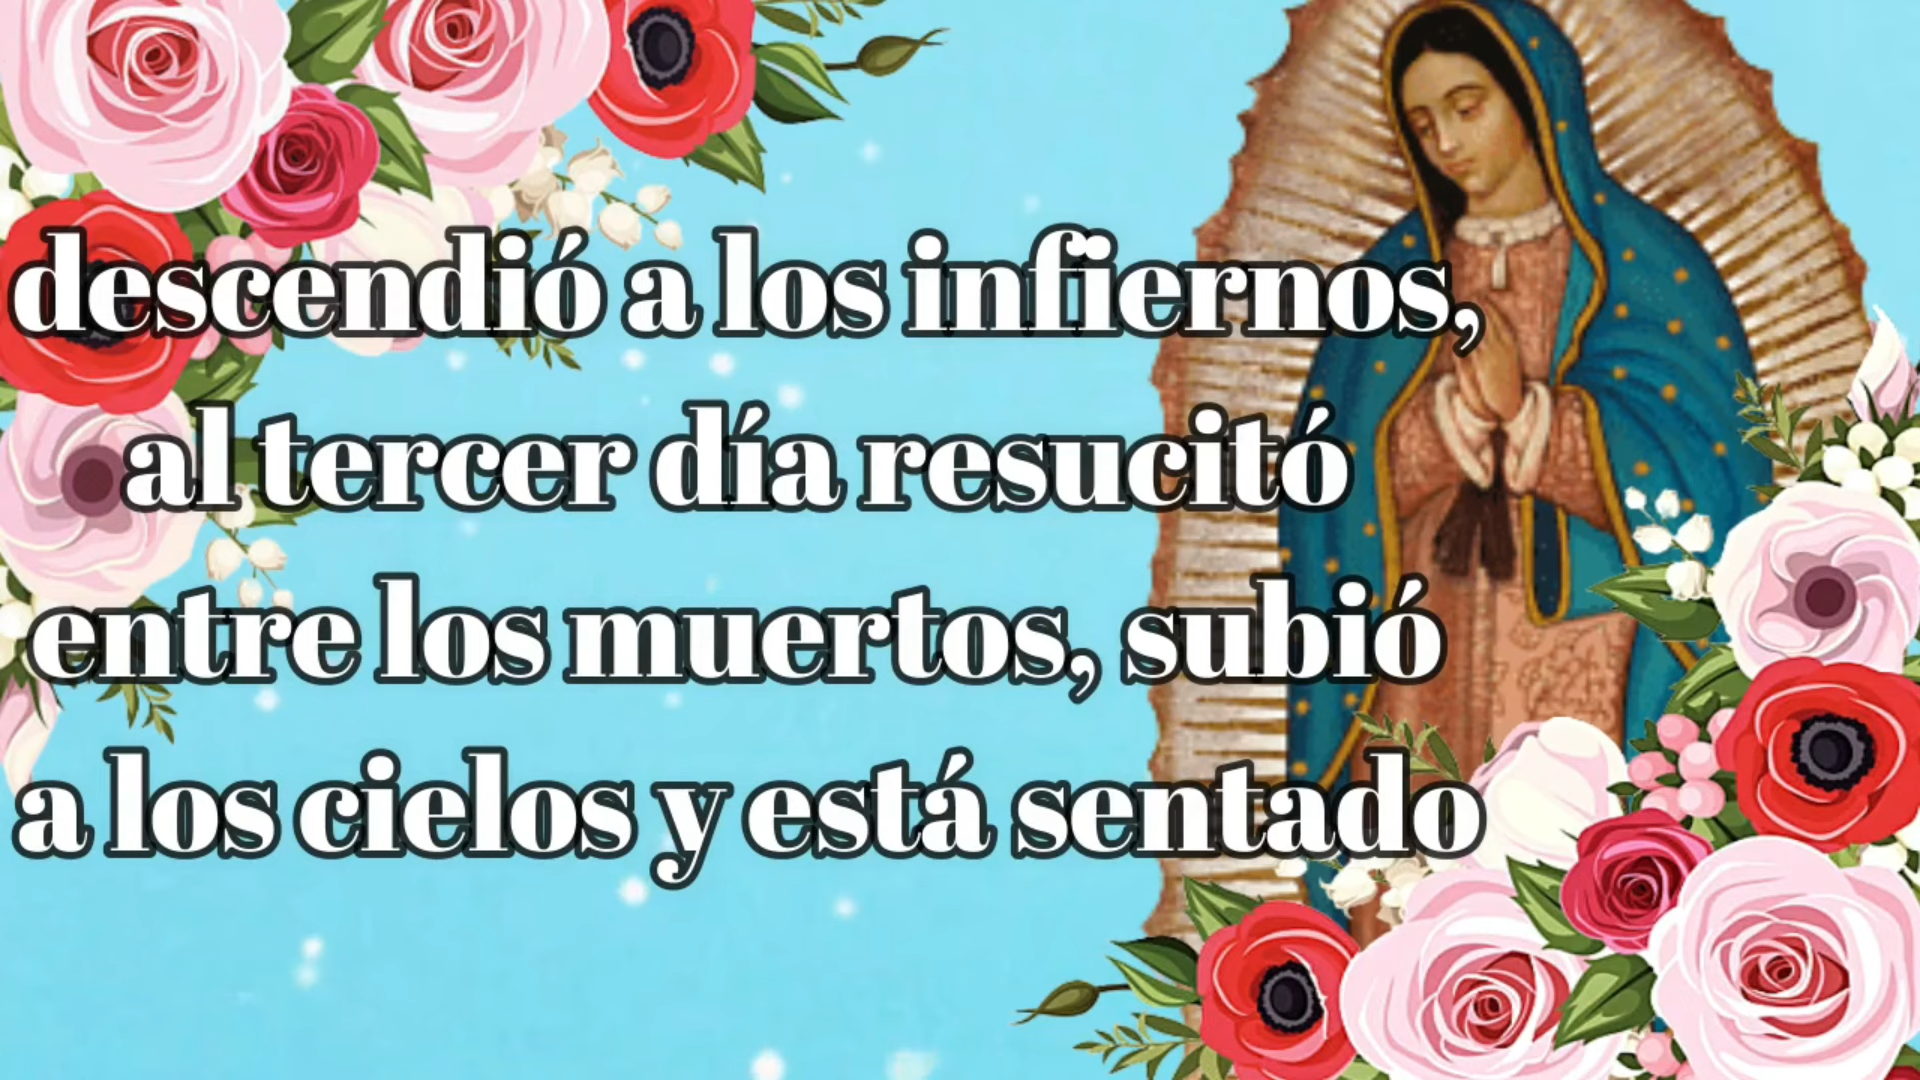 descendió a los infiernos,
al tercer día resucitó
entre los muertos, subió
a los cielos y está sentado